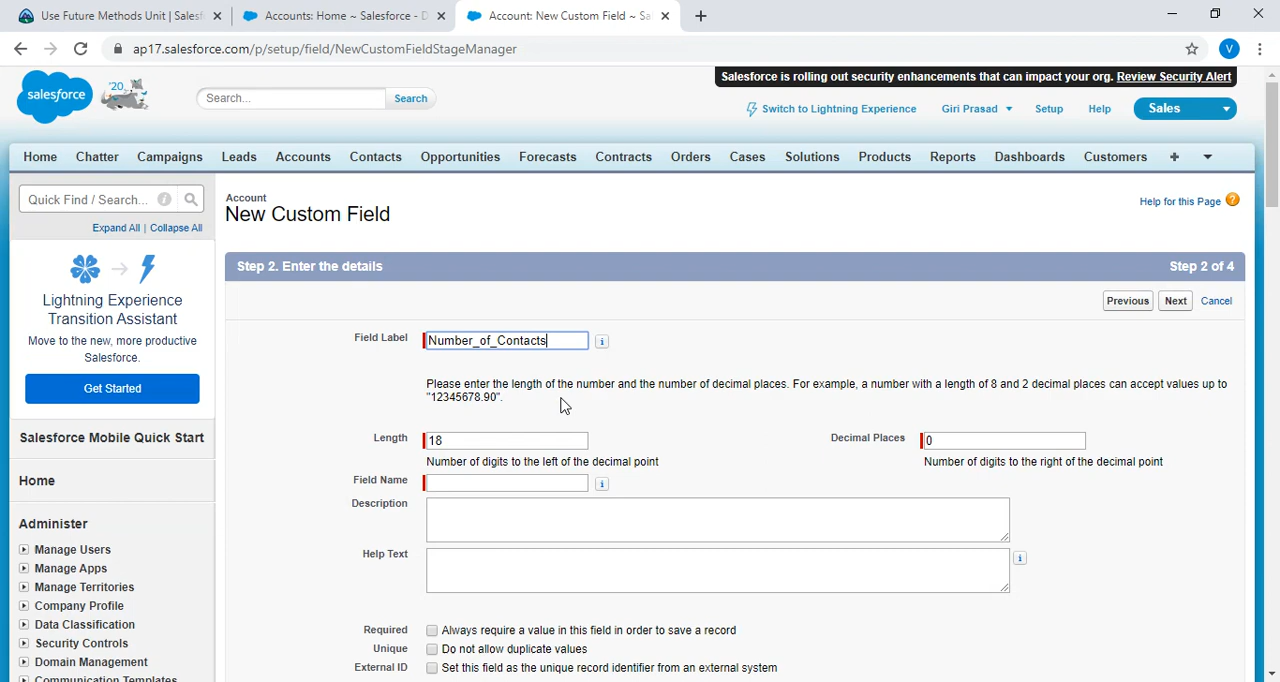 Use Future Methods Unit | Salesf
Accounts: Home ~ Salesforce - D
Account: New Custom Field ~ Sa
ap17.salesforce.com/p/setup/field/NewCustomFieldStageManager
V
salesforce
'20
Search...
Search
Salesforce is rolling out security enhancements that can impact your org. Review Security Alert
Switch to Lightning Experience
Giri Prasad
Setup
Help
Sales
Home Chatter Campaigns Leads Accounts Contacts Opportunities Forecasts Contracts Orders Cases Solutions Products Reports Dashboards Customers +
Quick Find / Search...
Expand All | Collapse All
Lightning Experience
Transition Assistant
Move to the new, more productive
Salesforce.
Get Started
Salesforce Mobile Quick Start
Home
Administer
Manage Users
Manage Apps
Manage Territories
Company Profile
Data Classification
Security Controls
Domain Management
Communication Templates
Account
New Custom Field
Help for this Page ?
Step 2. Enter the details
Step 2 of 4
Previous
Next
Cancel
Field Label
Number_of_Contacts
i
Please enter the length of the number and the number of decimal places. For example, a number with a length of 8 and 2 decimal places can accept values up to
"12345678.90".
Length
18
Decimal Places
0
Number of digits to the left of the decimal point
Number of digits to the right of the decimal point
Field Name
i
Description
Help Text
i
Required
Always require a value in this field in order to save a record
Unique
Do not allow duplicate values
External ID
Set this field as the unique record identifier from an external system